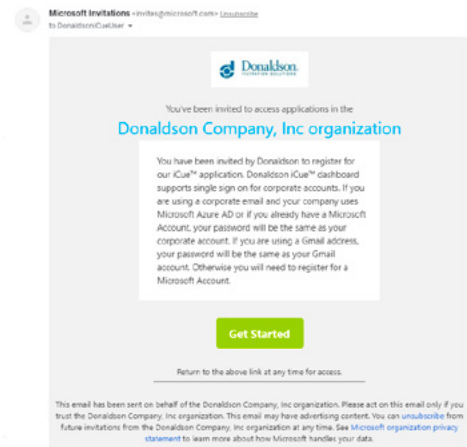 Microsoft Invitations <invites@microsoft.com> Unsubscribe
to DonaldsoniCueUser
Donaldson.
FILTRATION SOLUTIONS
You've been invited to access applications in the
Donaldson Company, Inc organization
You have been invited by Donaldson to register for
our iCue™ application. Donaldson iCue™ dashboard
supports single sign on for corporate accounts. If you
are using a corporate email and your company uses
Microsoft Azure AD or if you already have a Microsoft
Account, your password will be the same as your
corporate account. If you are using a Gmail address,
your password will be the same as your Gmail
account. Otherwise you will need to register for a
Microsoft Account.
Get Started
Return to the above link at any time for access.
This email has been sent on behalf of the Donaldson Company, Inc organization. Please act on this email only if you
trust the Donaldson Company, Inc organization. This email may have advertising content. You can unsubscribe from
future invitations from the Donaldson Company, Inc organization at any time. See Microsoft organization privacy
statement to learn more about how Microsoft handles your data.